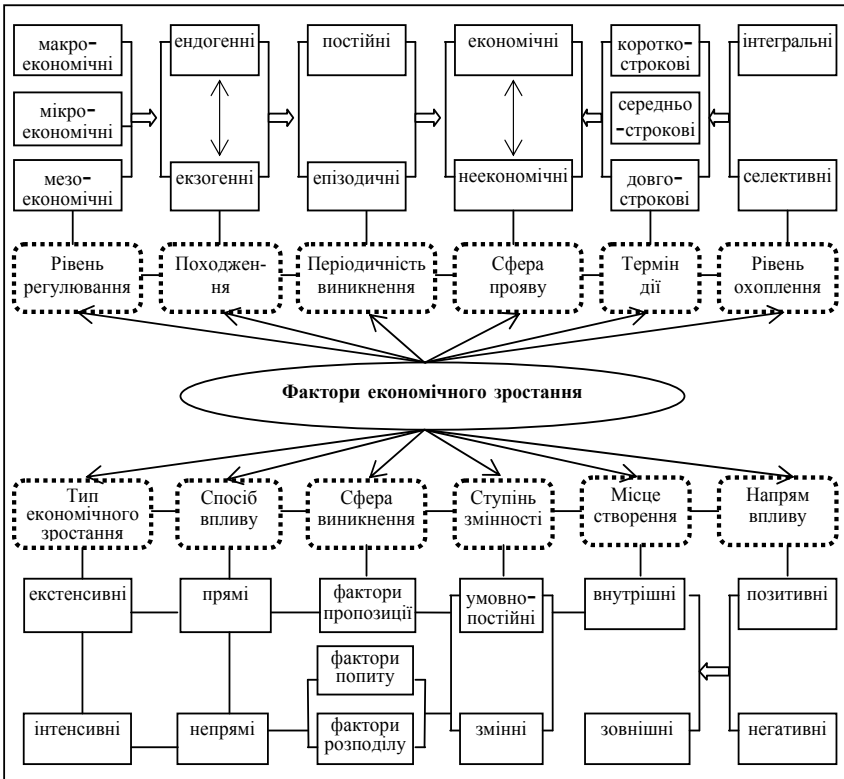 макро-
економічні
ендогенні
постійні
економічні
коротко-
строкові
інтегральні
мікро-
економічні
середньо
-строкові
мезо-
економічні
екзогенні
епізодичні
неекономічні
довго-
строкові
селективні
Рівень
регулювання
Походжен-
ня
Періодичність
виникнення
Сфера
прояву
Термін
дії
Рівень
охоплення
Фактори економічного зростання
Тип
економічного
зростання
Спосіб
впливу
Сфера
виникнення
Ступінь
змінності
Місце
створення
Напрям
впливу
екстенсивні
прямі
фактори
пропозиції
умовно-
постійні
внутрішні
позитивні
фактори
попиту
інтенсивні
непрямі
фактори
розподілу
змінні
зовнішні
негативні